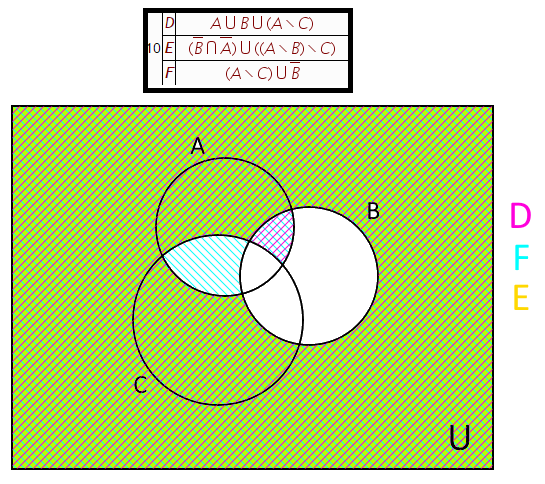 D A∪B∪(A∖C)
10 E (B̅∩A̅)∪((A∖B)∖C)
F (A∖C)∪B̅
A
B
D
F
E
C
U